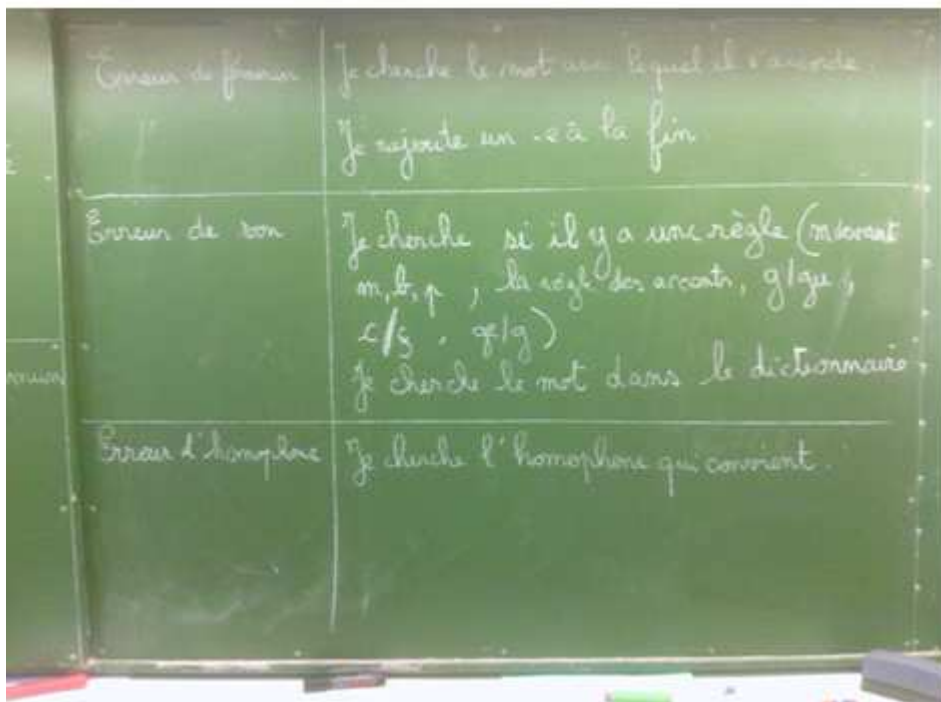 Erreur de féminin
Je cherche le mot avec lequel il s'accorde.
Je rajoute un -e à la fin
Erreur de son
Je cherche si il y a une règle (m devant
m, b, p, la règle des accents, g/gu,
c/ç, ge/g)
Je cherche le mot dans le dictionnaire
Erreur d'homophone
Je cherche l'homophone qui convient.